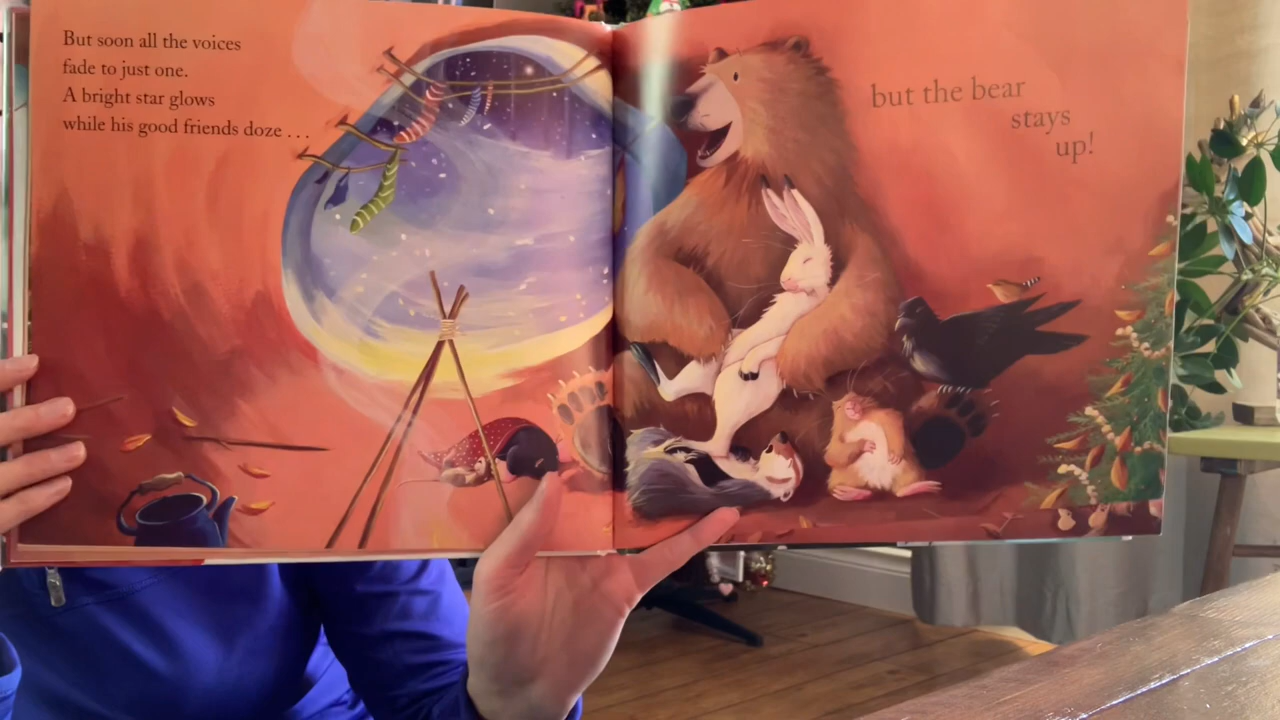 But soon all the voices
fade to just one.
A bright star glows
while his good friends doze . . .
but the bear
stays
up!